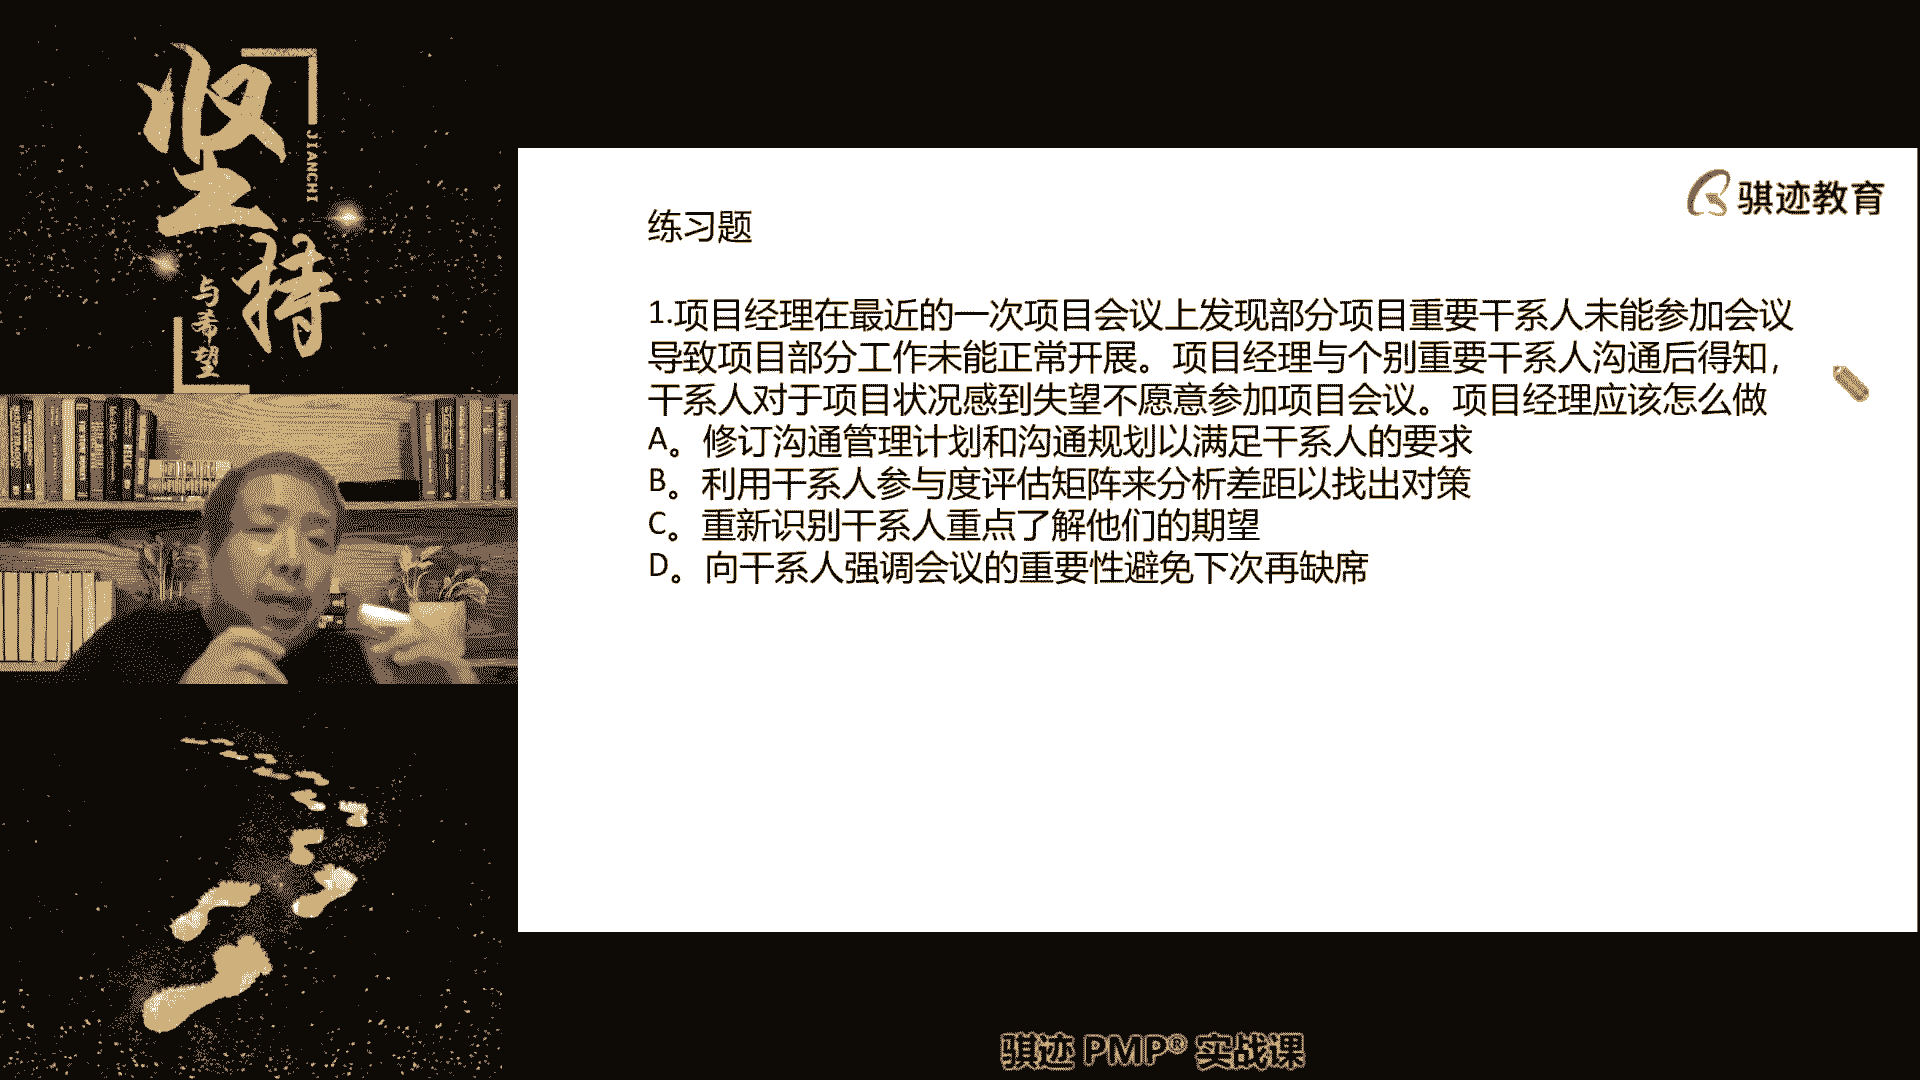 坚持
JIANCHI
与希望
骐迹教育
练习题
1.项目经理在最近的一次项目会议上发现部分项目重要干系人未能参加会议
导致项目部分工作未能正常开展。项目经理与个别重要干系人沟通后得知，
干系人对于项目状况感到失望不愿意参加项目会议。项目经理应该怎么做
A。修订沟通管理计划和沟通规划以满足干系人的要求
B。利用干系人参与度评估矩阵来分析差距以找出对策
C。重新识别干系人重点了解他们的期望
D。向干系人强调会议的重要性避免下次再缺席
骐迹 PMP® 实战课